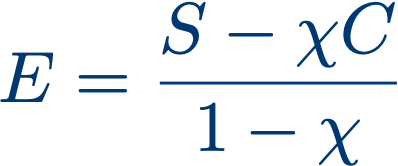 E = \frac{S - \chi C}{1 - \chi}